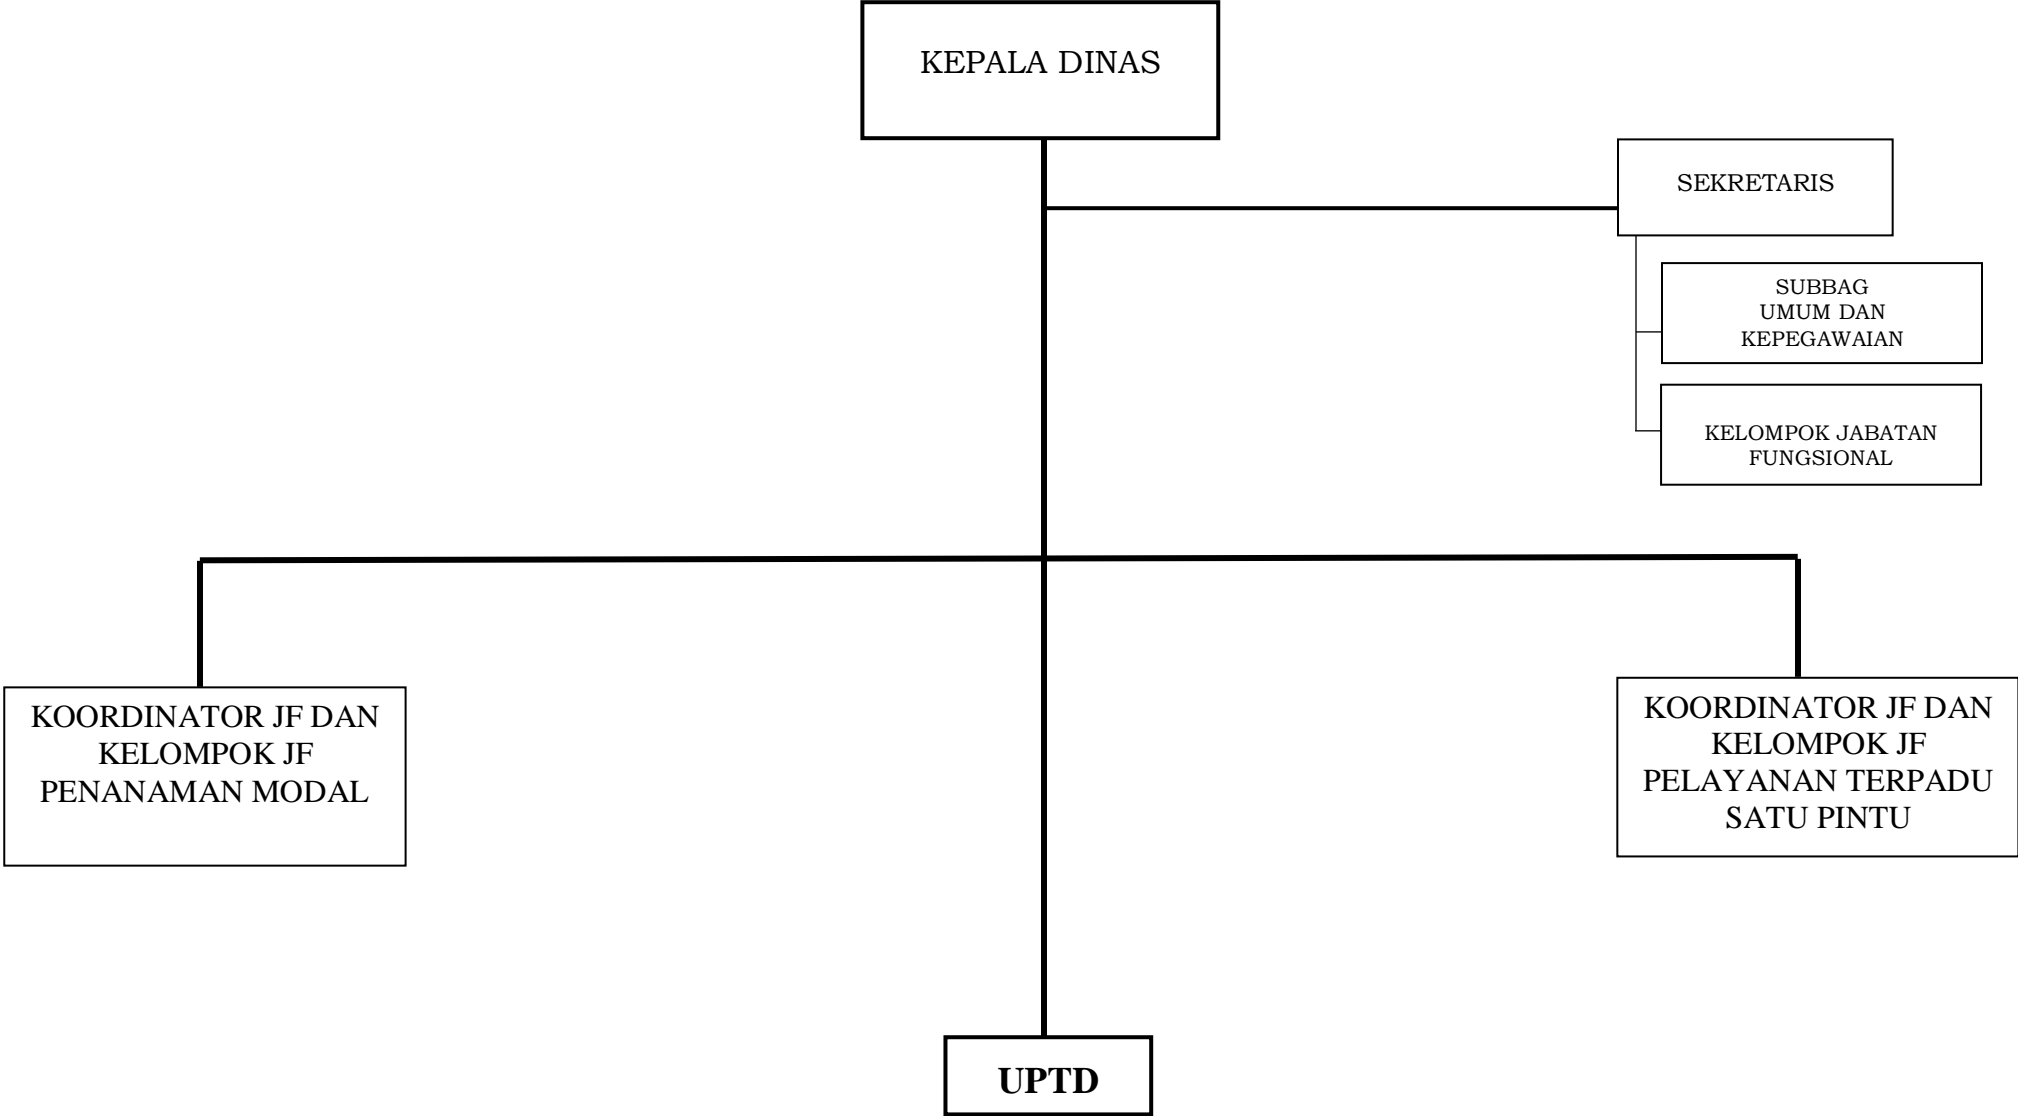 KEPALA DINAS
SEKRETARIS
SUBBAG
UMUM DAN
KEPEGAWAIAN
KELOMPOK JABATAN
FUNGSIONAL
KOORDINATOR JF DAN
KELOMPOK JF
PENANAMAN MODAL
KOORDINATOR JF DAN
KELOMPOK JF
PELAYANAN TERPADU
SATU PINTU
UPTD